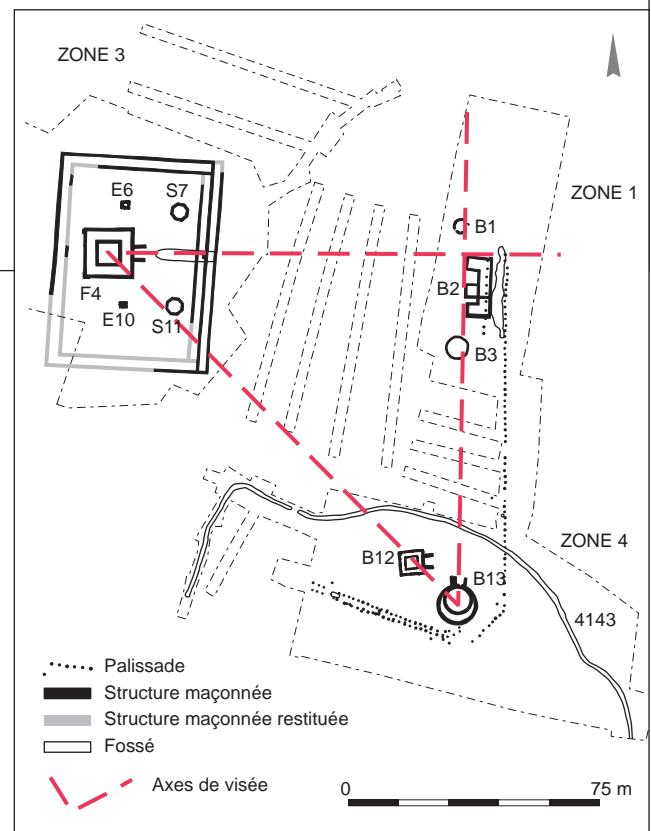 ZONE 3
E6
S7
ZONE 1
B1
F4
B2
E10
S11
B3
ZONE 4
B12
B13
4143
Palissade
Structure maçonnée
Structure maçonnée restituée
Fossé
Axes de visée
0 75 m